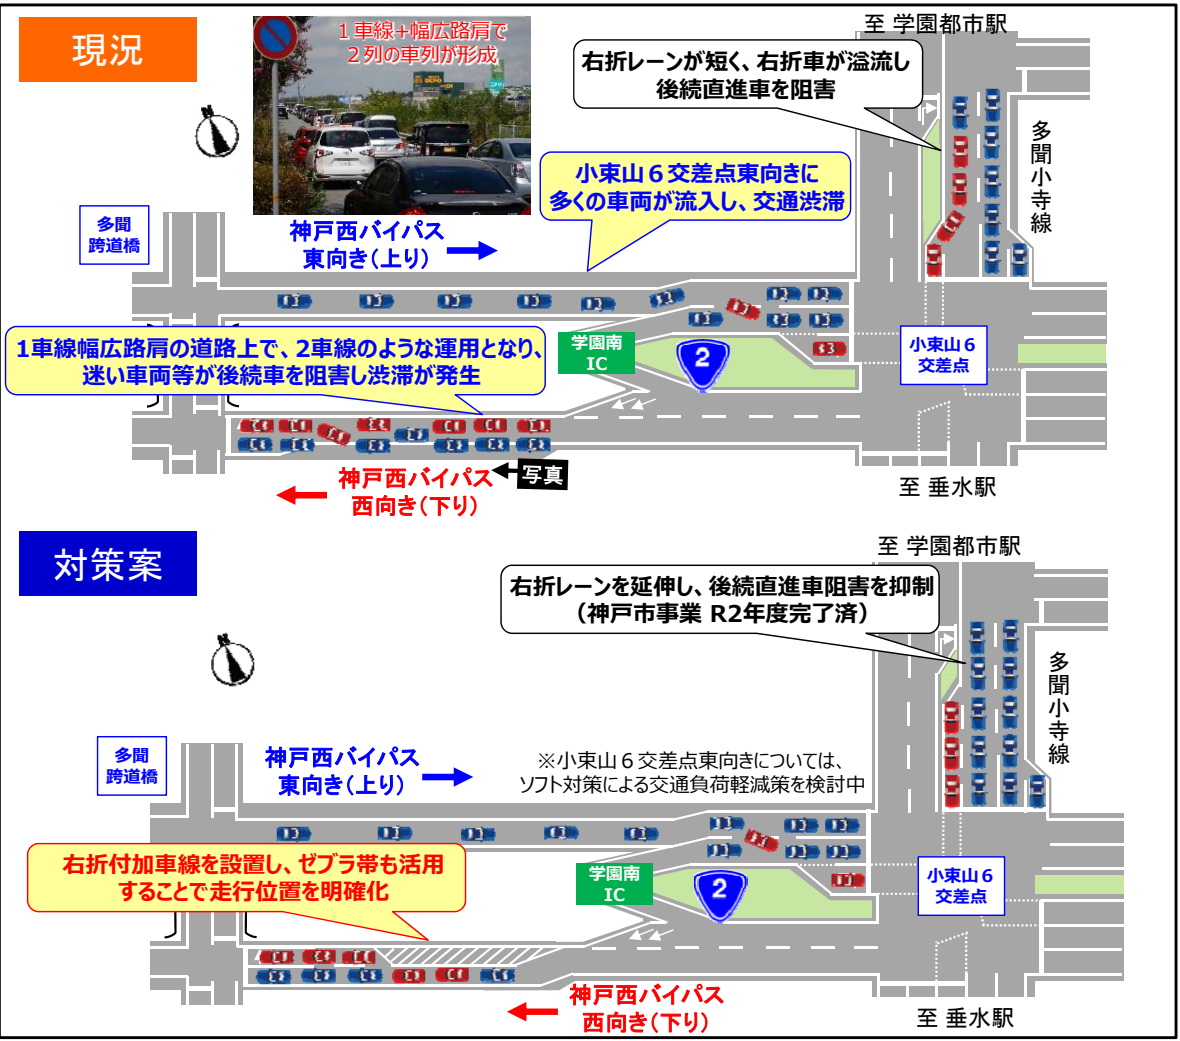 現況
1車線+幅広路肩で
2列の車列が形成
至 学園都市駅
右折レーンが短く、右折車が溢流し
後続直進車を阻害
多聞小寺線
小束山6交差点東向きに
多くの車両が流入し、交通渋滞
多聞
跨道橋
神戸西バイパス
東向き(上り)
1車線幅広路肩の道路上で、2車線のような運用となり、
迷い車両等が後続車を阻害し渋滞が発生
学園南
IC
2
小束山6
交差点
神戸西バイパス
西向き(下り)
写真
至 垂水駅
対策案
至 学園都市駅
右折レーンを延伸し、後続直進車阻害を抑制
(神戸市事業 R2年度完了済)
多聞小寺線
多聞
跨道橋
神戸西バイパス
東向き(上り)
※小束山6交差点東向きについては、
ソフト対策による交通負荷軽減策を検討中
右折付加車線を設置し、ゼブラ帯も活用
することで走行位置を明確化
学園南
IC
2
小束山6
交差点
神戸西バイパス
西向き(下り)
至 垂水駅